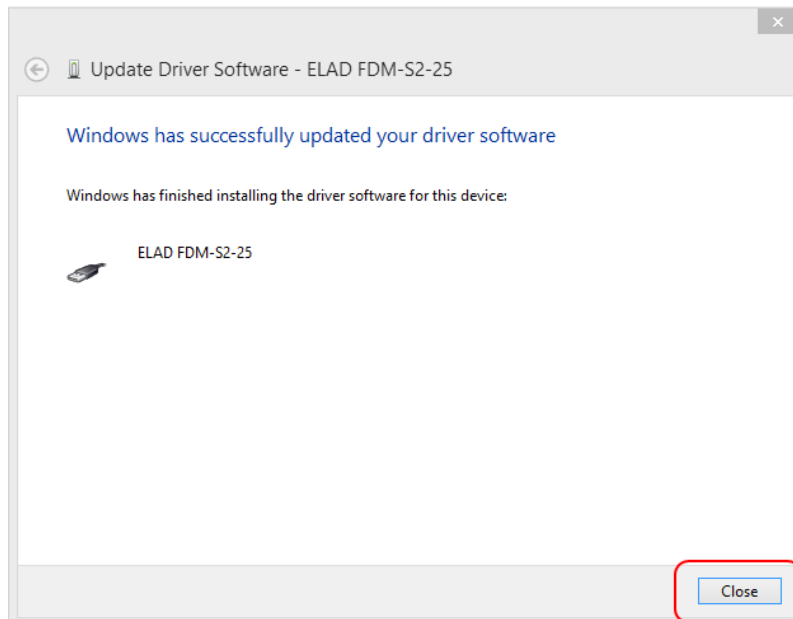 Update Driver Software - ELAD FDM-S2-25
Windows has successfully updated your driver software
Windows has finished installing the driver software for this device:
ELAD FDM-S2-25
Close